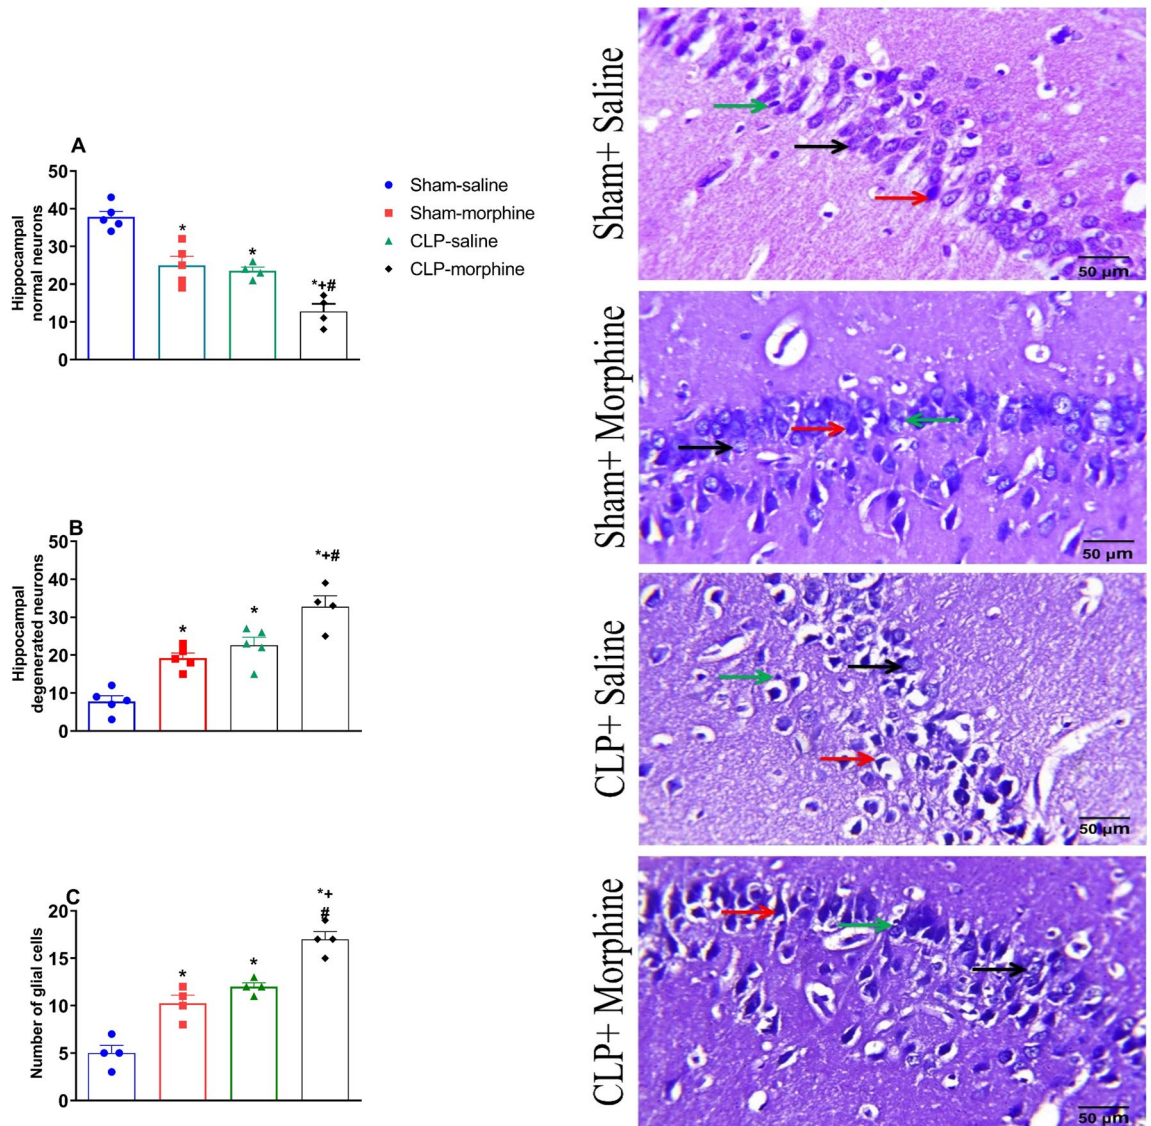 A
Hippocampal
normal neurons
50
40
30
20
10
0
*
*
*+#
Sham-saline
Sham-morphine
CLP-saline
CLP-morphine
B
Hippocampal
degenerated neurons
50
40
30
20
10
0
*
*
*+#
C
Number of glial cells
20
15
10
5
0
*
*
*+
#
Sham+ Saline
50 µm
Sham+ Morphine
50 µm
CLP+ Saline
50 µm
CLP+ Morphine
50 µm